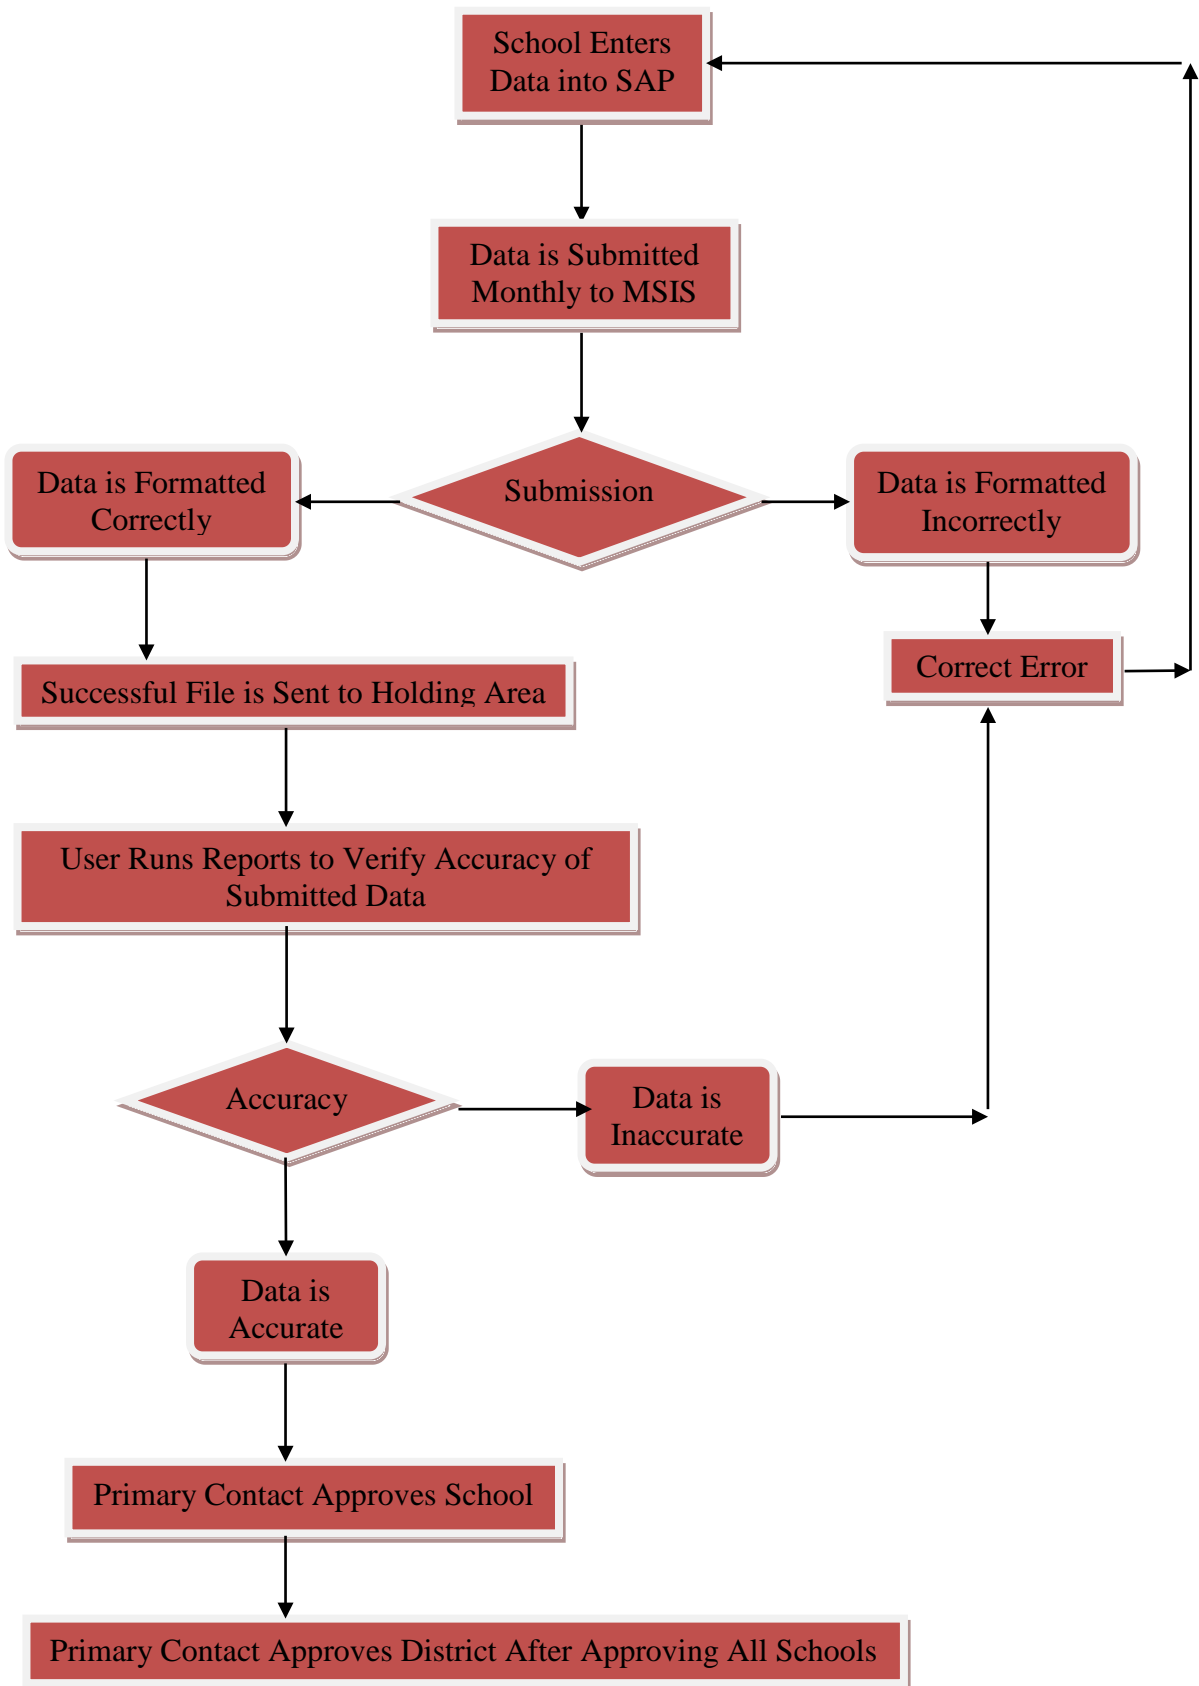 School Enters
Data into SAP
Data is Submitted
Monthly to MSIS
Submission
Data is Formatted
Correctly
Data is Formatted
Incorrectly
Correct Error
Successful File is Sent to Holding Area
User Runs Reports to Verify Accuracy of
Submitted Data
Accuracy
Data is
Inaccurate
Data is
Accurate
Primary Contact Approves School
Primary Contact Approves District After Approving All Schools